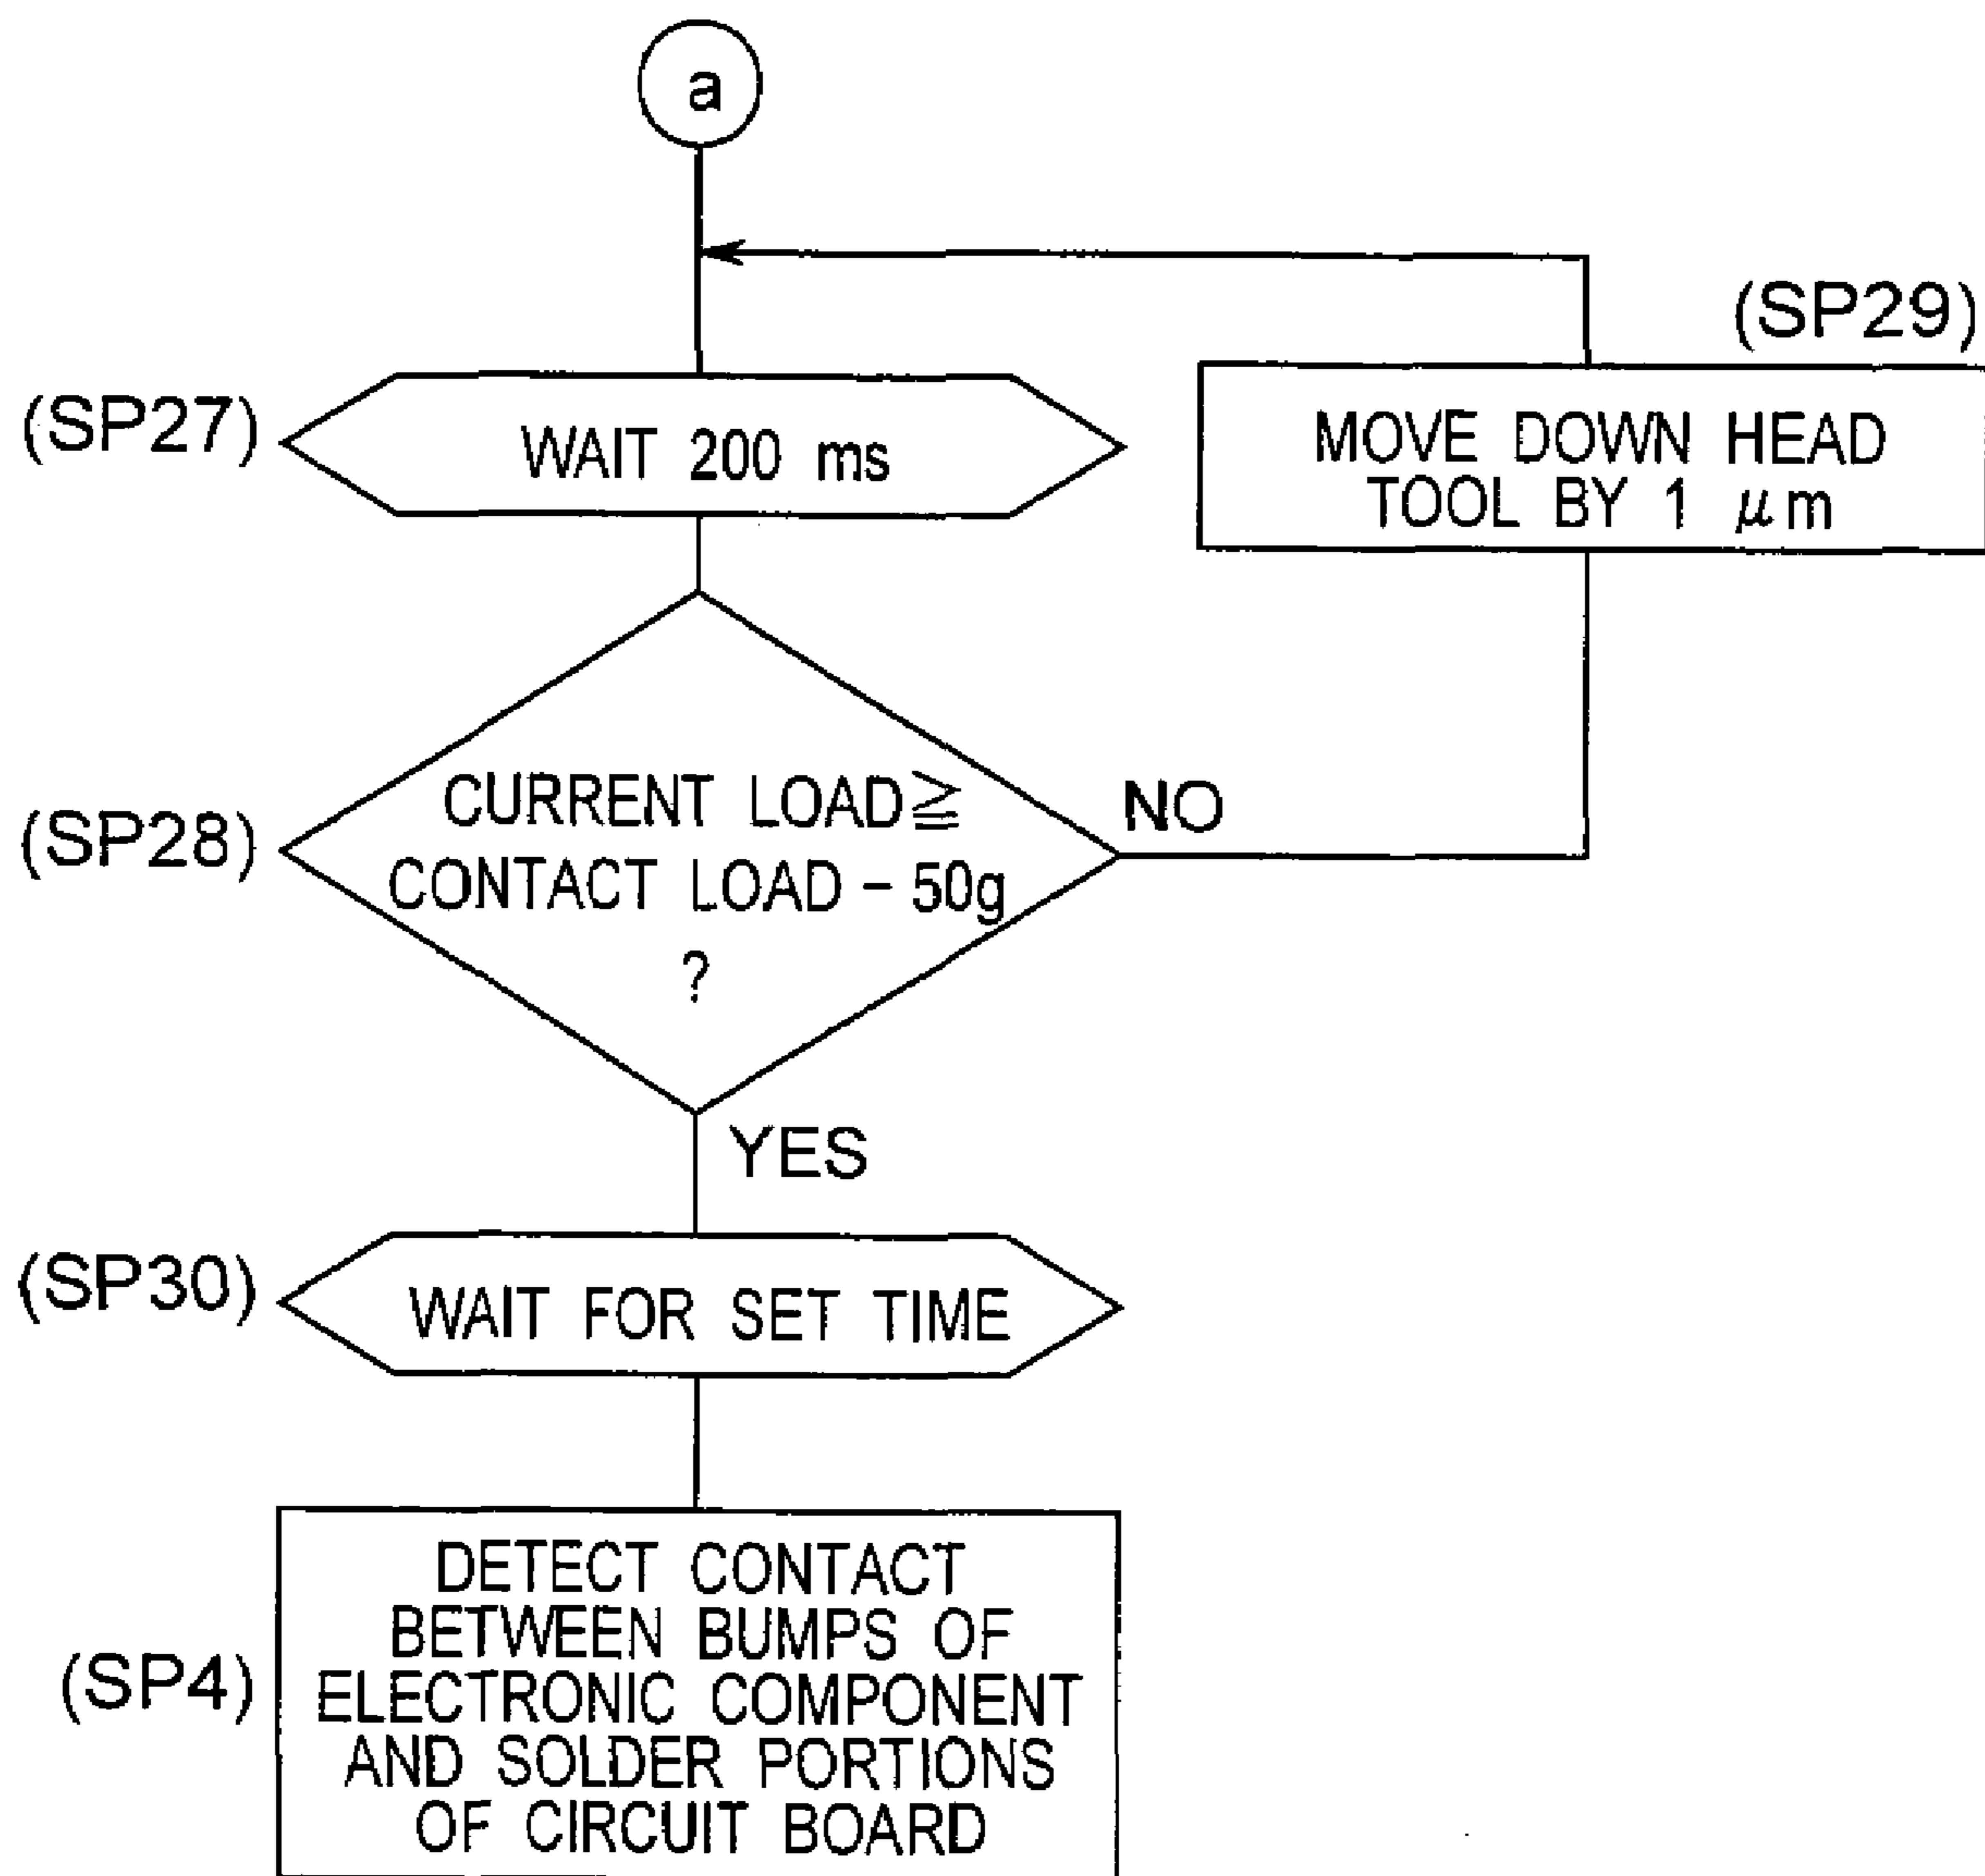 a
(SP29)
(SP27)
WAIT 200 ms
MOVE DOWN HEAD
TOOL BY 1 μm
(SP28)
CURRENT LOAD≧
CONTACT LOAD－50g
?
NO
YES
(SP30)
WAIT FOR SET TIME
(SP4)
DETECT CONTACT
BETWEEN BUMPS OF
ELECTRONIC COMPONENT
AND SOLDER PORTIONS
OF CIRCUIT BOARD